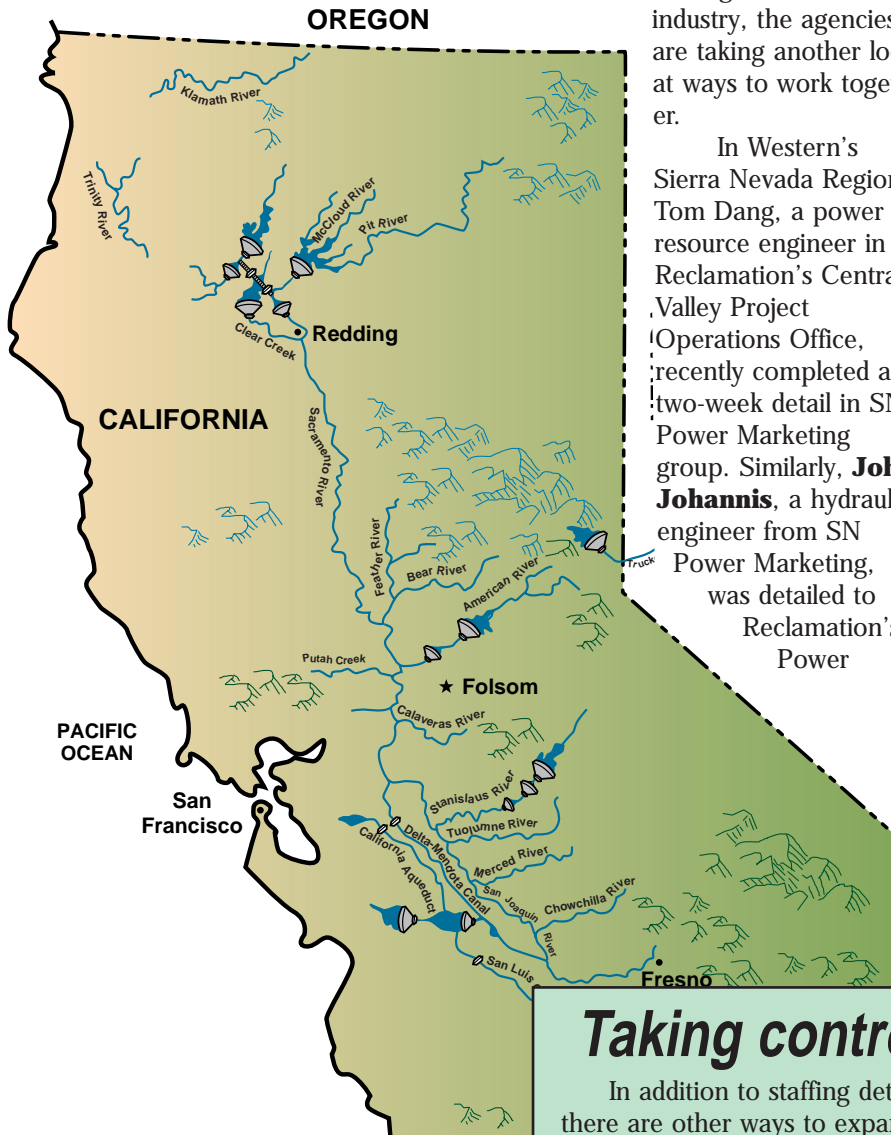 OREGON
Klamath River
Trinity River
McCloud River
Pit River
Redding
Clear Creek
CALIFORNIA
Sacramento River
Feather River
Bear River
American River
Truck
Putah Creek
Folsom
Calaveras River
PACIFIC
OCEAN
San
Francisco
Stanislaus River
Tuolumne River
Delta-Mendota Canal
California Aqueduct
Merced River
San Joaquin
River
Chowchilla River
San Luis
Fresno
industry, the agencies
are taking another lo
at ways to work toge
er.
In Western's
Sierra Nevada Region
Tom Dang, a power
resource engineer in
Reclamation's Centra
Valley Project
Operations Office,
recently completed a
two-week detail in SN
Power Marketing
group. Similarly, Joh
Johannis, a hydraul
engineer from SN
Power Marketing,
was detailed to
Reclamation's
Power
Taking contro
In addition to staffing det
there are other ways to expa